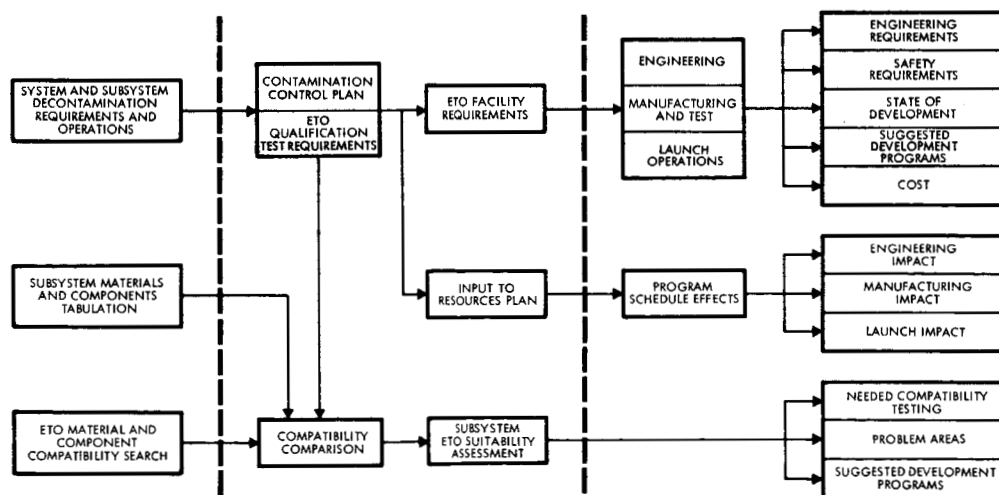 SYSTEM AND SUBSYSTEM
DECONTAMINATION
REQUIREMENTS AND
OPERATIONS
CONTAMINATION
CONTROL PLAN
ETO
QUALIFICATION
TEST REQUIREMENTS
ETO FACILITY
REQUIREMENTS
ENGINEERING
MANUFACTURING
AND TEST
LAUNCH
OPERATIONS
ENGINEERING
REQUIREMENTS
SAFETY
REQUIREMENTS
STATE OF
DEVELOPMENT
SUGGESTED
DEVELOPMENT
PROGRAMS
COST
SUBSYSTEM MATERIALS
AND COMPONENTS
TABULATION
INPUT TO
RESOURCES PLAN
PROGRAM
SCHEDULE EFFECTS
ENGINEERING
IMPACT
MANUFACTURING
IMPACT
LAUNCH IMPACT
ETO MATERIAL AND
COMPONENT
COMPATIBILITY SEARCH
COMPATIBILITY
COMPARISON
SUBSYSTEM
ETO SUITABILITY
ASSESSMENT
NEEDED COMPATIBILITY
TESTING
PROBLEM AREAS
SUGGESTED DEVELOPMENT
PROGRAMS